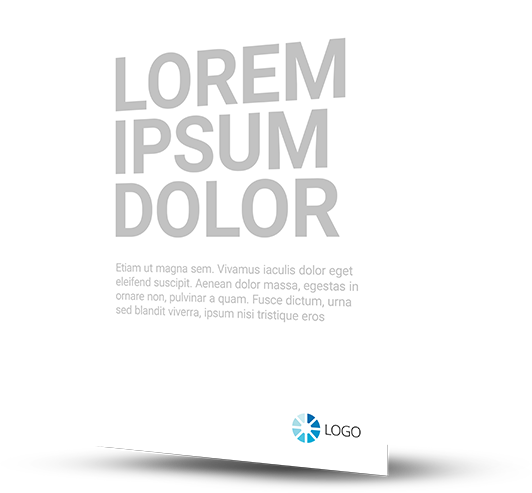 LOREM
IPSUM
DOLOR
Etiam ut magna sem. Vivamus iaculis dolor eget
eleifend suscipit. Aenean dolor massa, egestas in
ornare non, pulvinar a quam. Fusce dictum, urna
sed blandit viverra, ipsum nisi tristique eros
LOGO